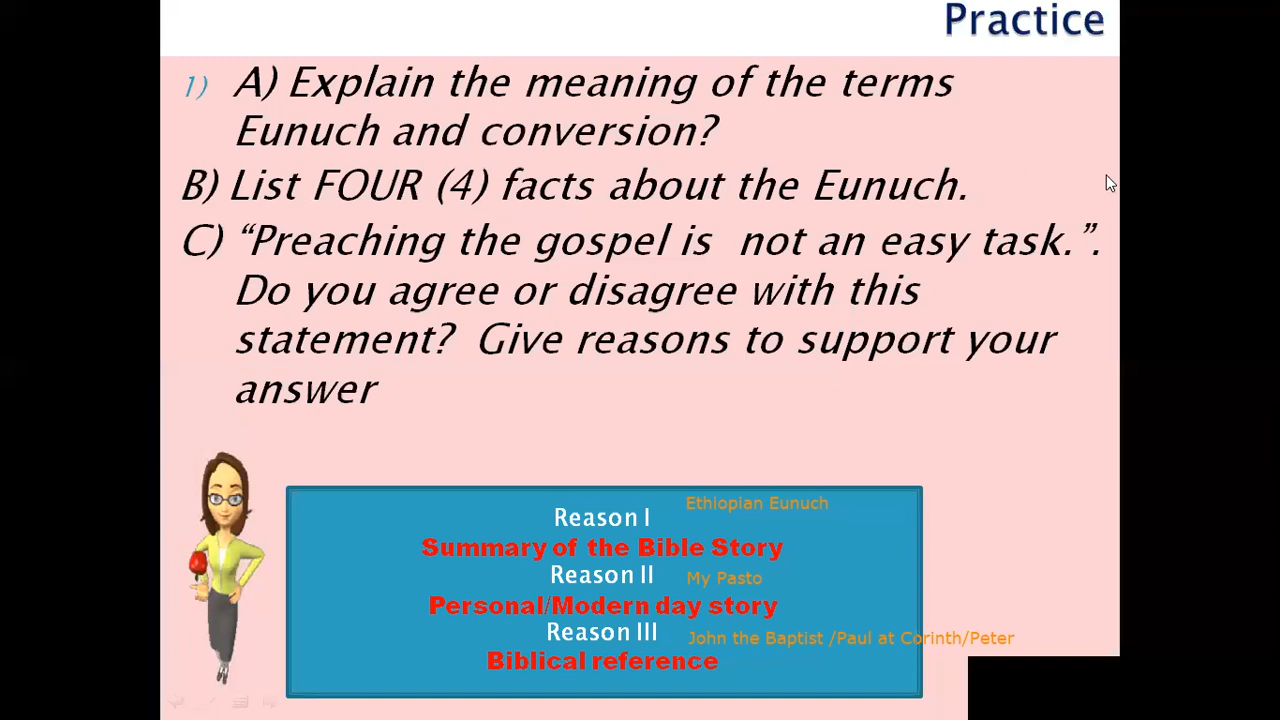 Practice
1) A) Explain the meaning of the terms
Eunuch and conversion?
B) List FOUR (4) facts about the Eunuch.
C) “Preaching the gospel is not an easy task.”.
Do you agree or disagree with this
statement? Give reasons to support your
answer
Reason I Ethiopian Eunuch
Summary of the Bible Story
Reason II My Pasto
Personal/Modern day story
Reason III John the Baptist /Paul at Corinth/Peter
Biblical reference